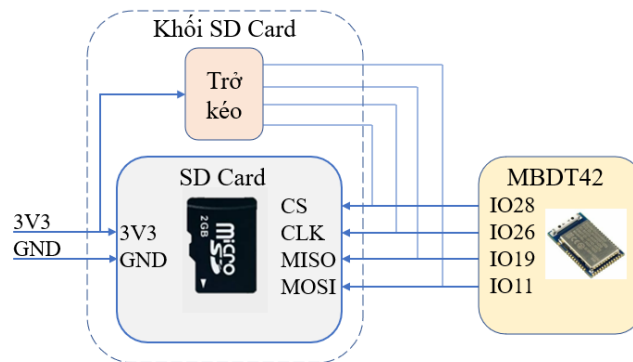 Khối SD Card
Trở
kéo
SD Card
MBDT42
3V3
GND
3V3
GND
2GB
micro
SD
CS
CLK
MISO
MOSI
IO28
IO26
IO19
IO11